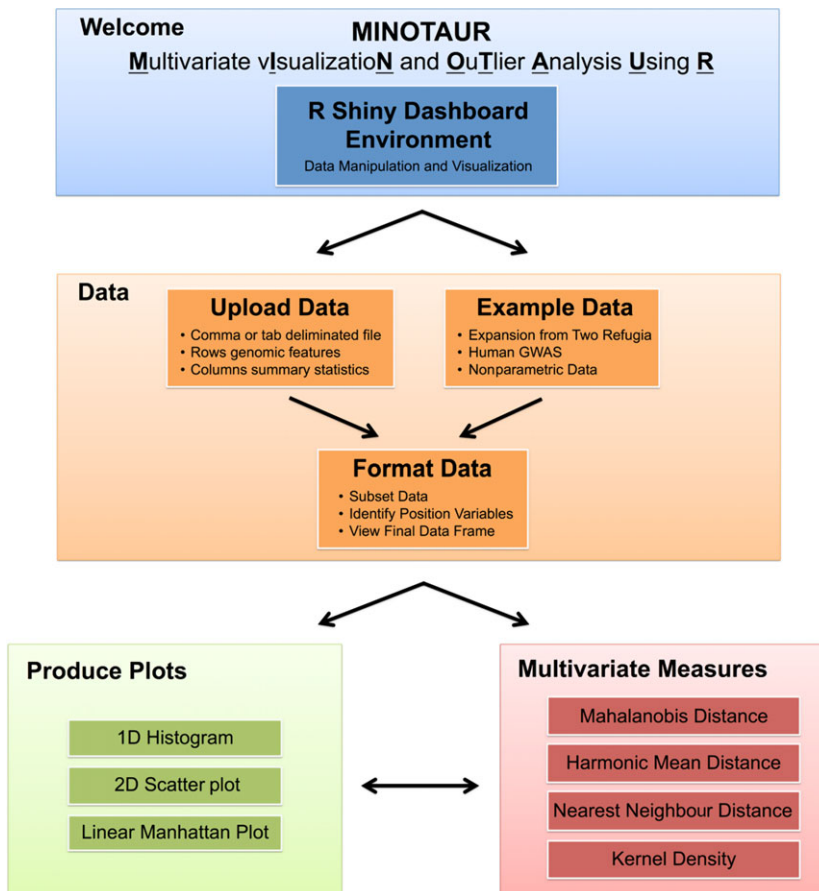 Welcome
MINOTAUR
Multivariate vIsualizatioN and OuTlier Analysis Using R
R Shiny Dashboard
Environment
Data Manipulation and Visualization
Data
Upload Data
• Comma or tab deliminated file
• Rows genomic features
• Columns summary statistics
Example Data
• Expansion from Two Refugia
• Human GWAS
• Nonparametric Data
Format Data
• Subset Data
• Identify Position Variables
• View Final Data Frame
Produce Plots
1D Histogram
2D Scatter plot
Linear Manhattan Plot
Multivariate Measures
Mahalanobis Distance
Harmonic Mean Distance
Nearest Neighbour Distance
Kernel Density